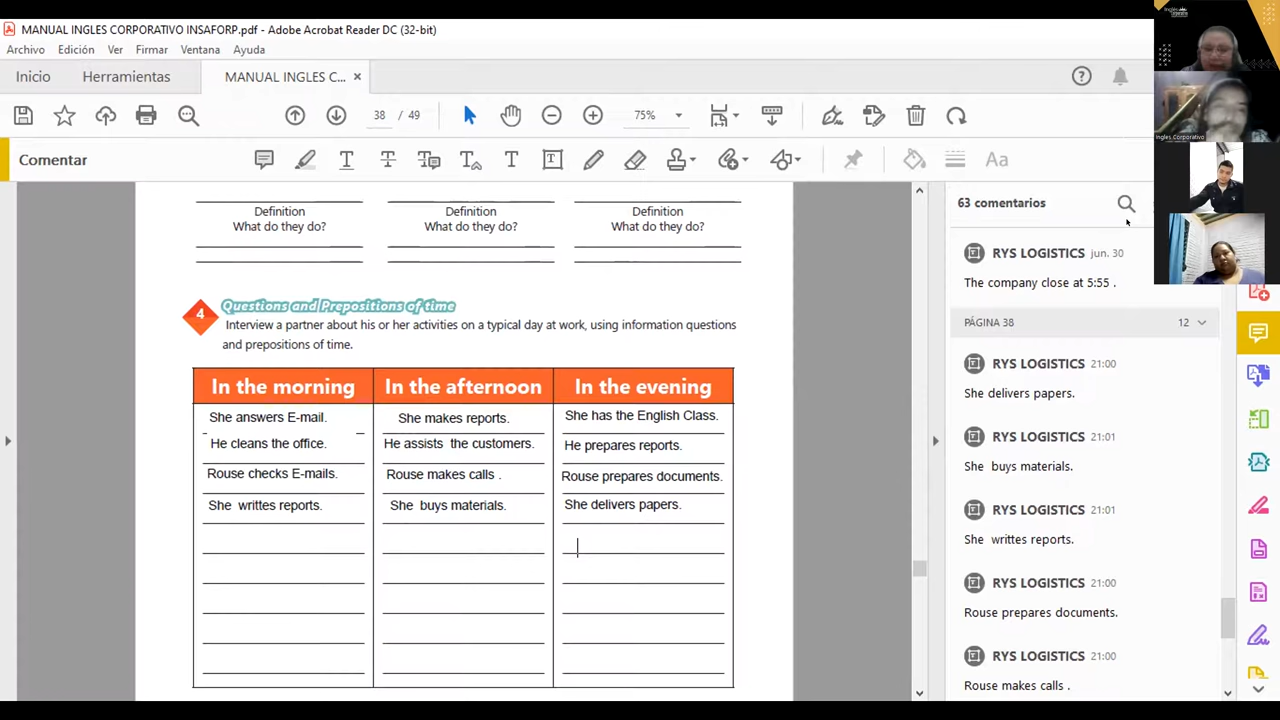 MANUAL INGLES CORPORATIVO INSAFORP.pdf - Adobe Acrobat Reader DC (32-bit)
Archivo Edición Ver Firmar Ventana Ayuda
Inicio Herramientas MANUAL INGLES C... ×
38 / 49 75%
Comentar
Definition Definition Definition
What do they do? What do they do? What do they do?
4 Questions and Prepositions of time
Interview a partner about his or her activities on a typical day at work, using information questions
and prepositions of time.
In the morning In the afternoon In the evening
She answers E-mail. She makes reports. She has the English Class.
He cleans the office. He assists the customers. He prepares reports.
Rouse checks E-mails. Rouse makes calls . Rouse prepares documents.
She writtes reports. She buys materials. She delivers papers.
63 comentarios
RYS LOGISTICS jun. 30
The company close at 5:55 .
PÁGINA 38 12
RYS LOGISTICS 21:00
She delivers papers.
RYS LOGISTICS 21:01
She buys materials.
RYS LOGISTICS 21:01
She writtes reports.
RYS LOGISTICS 21:00
Rouse prepares documents.
RYS LOGISTICS 21:00
Rouse makes calls .
Ingles Corporativo